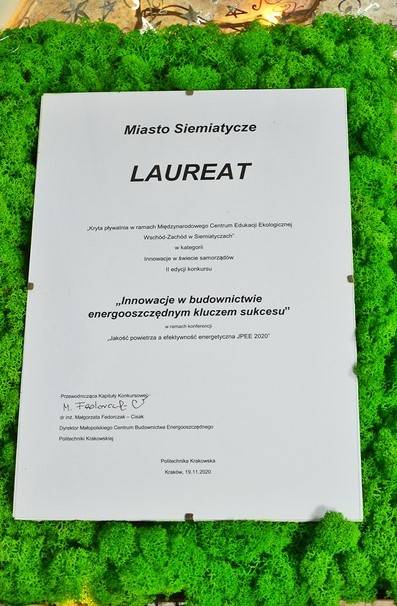 Miasto Siemiatycze
LAUREAT
„Kryta pływalnia w ramach Międzynarodowego Centrum Edukacji Ekologicznej
Wschód-Zachód w Siemiatyczach”
w kategorii
Innowacje w świecie samorządów
II edycji konkursu
„Innowacje w budownictwie
energooszczędnym kluczem sukcesu”
w ramach konferencji
„Jakość powietrza a efektywność energetyczna JPEE 2020”
Przewodnicząca Kapituły Konkursowej
M. Fedorczak
dr inż. Małgorzata Fedorczak – Cisak
Dyrektor Małopolskiego Centrum Budownictwa Energooszczędnego
Politechniki Krakowskiej
Politechnika Krakowska
Kraków, 19.11.2020